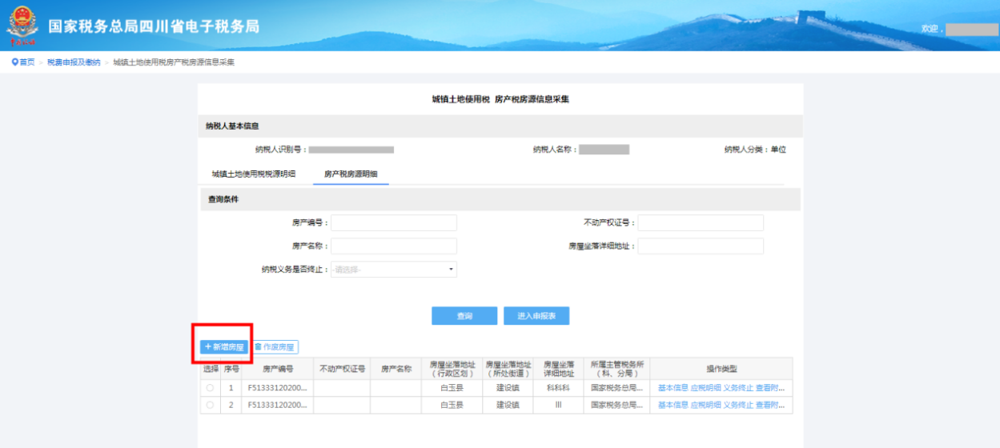 国家税务总局四川省电子税务局
欢迎，
首页 > 税费申报及缴纳 > 城镇土地使用税房产税房源信息采集
城镇土地使用税 房产税房源信息采集
纳税人基本信息
纳税人识别号： 纳税人名称： 纳税人分类：单位
城镇土地使用税税源明细 房产税房源明细
查询条件
房产编号： 不动产权证号：
房产名称： 房屋坐落详细地址：
纳税义务是否终止： -请选择-
查询 进入申报表
+新增房屋 作废房屋
选择 序号 房产编号 不动产权证号 房产名称 房屋坐落地址（行政区划） 房屋坐落地址（所处街道） 房屋坐落详细地址 所属主管税务所（科、分局） 操作类型
1 F51333120200... 白玉县 建设镇 科科科 国家税务总局... 基本信息 应税明细 义务终止 查看附...
2 F51333120200... 白玉县 建设镇 III 国家税务总局... 基本信息 应税明细 义务终止 查看附...